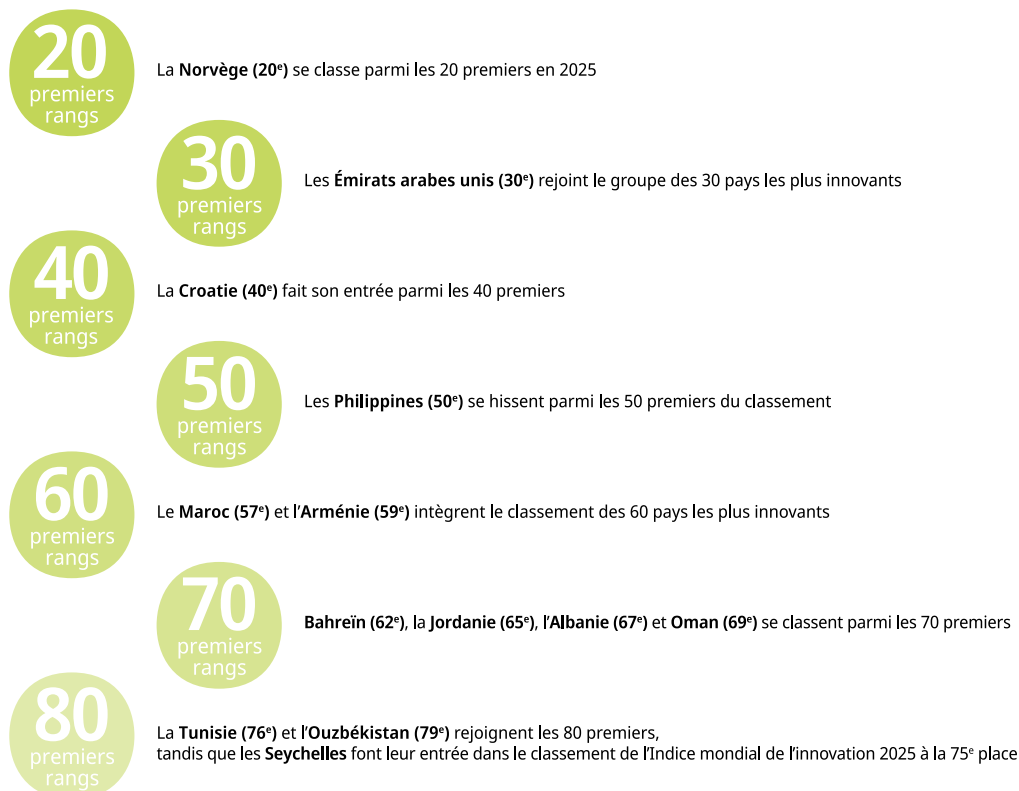 20
premiers
rangs
La Norvège (20e) se classe parmi les 20 premiers en 2025
30
premiers
rangs
Les Émirats arabes unis (30e) rejoint le groupe des 30 pays les plus innovants
40
premiers
rangs
La Croatie (40e) fait son entrée parmi les 40 premiers
50
premiers
rangs
Les Philippines (50e) se hissent parmi les 50 premiers du classement
60
premiers
rangs
Le Maroc (57e) et l'Arménie (59e) intègrent le classement des 60 pays les plus innovants
70
premiers
rangs
Bahreïn (62e), la Jordanie (65e), l'Albanie (67e) et Oman (69e) se classent parmi les 70 premiers
80
premiers
rangs
La Tunisie (76e) et l'Ouzbékistan (79e) rejoignent les 80 premiers,
tandis que les Seychelles font leur entrée dans le classement de l'Indice mondial de l'innovation 2025 à la 75e place